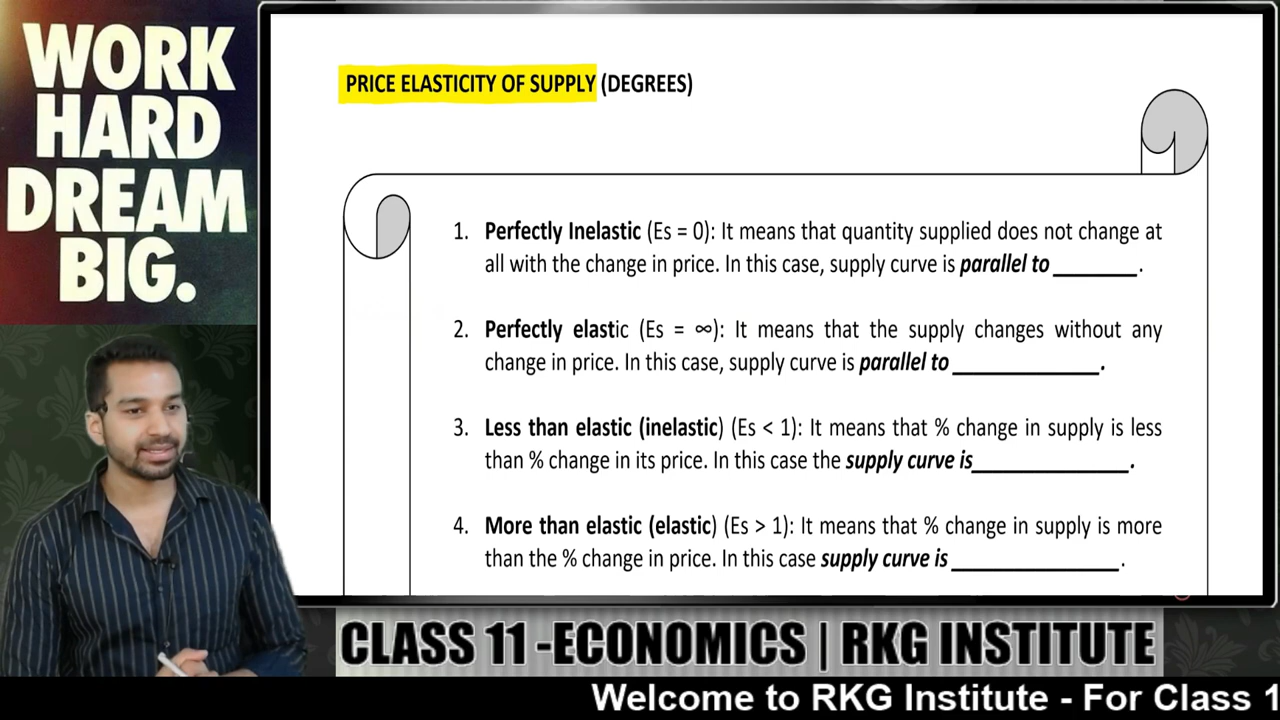 WORK
HARD
DREAM
BIG.
PRICE ELASTICITY OF SUPPLY (DEGREES)
1. Perfectly Inelastic (Es = 0): It means that quantity supplied does not change at
all with the change in price. In this case, supply curve is parallel to ________.
2. Perfectly elastic (Es = ∞): It means that the supply changes without any
change in price. In this case, supply curve is parallel to ______________.
3. Less than elastic (inelastic) (Es < 1): It means that % change in supply is less
than % change in its price. In this case the supply curve is_______________.
4. More than elastic (elastic) (Es > 1): It means that % change in supply is more
than the % change in price. In this case supply curve is ________________.
CLASS 11 -ECONOMICS | RKG INSTITUTE
Welcome to RKG Institute - For Class 1